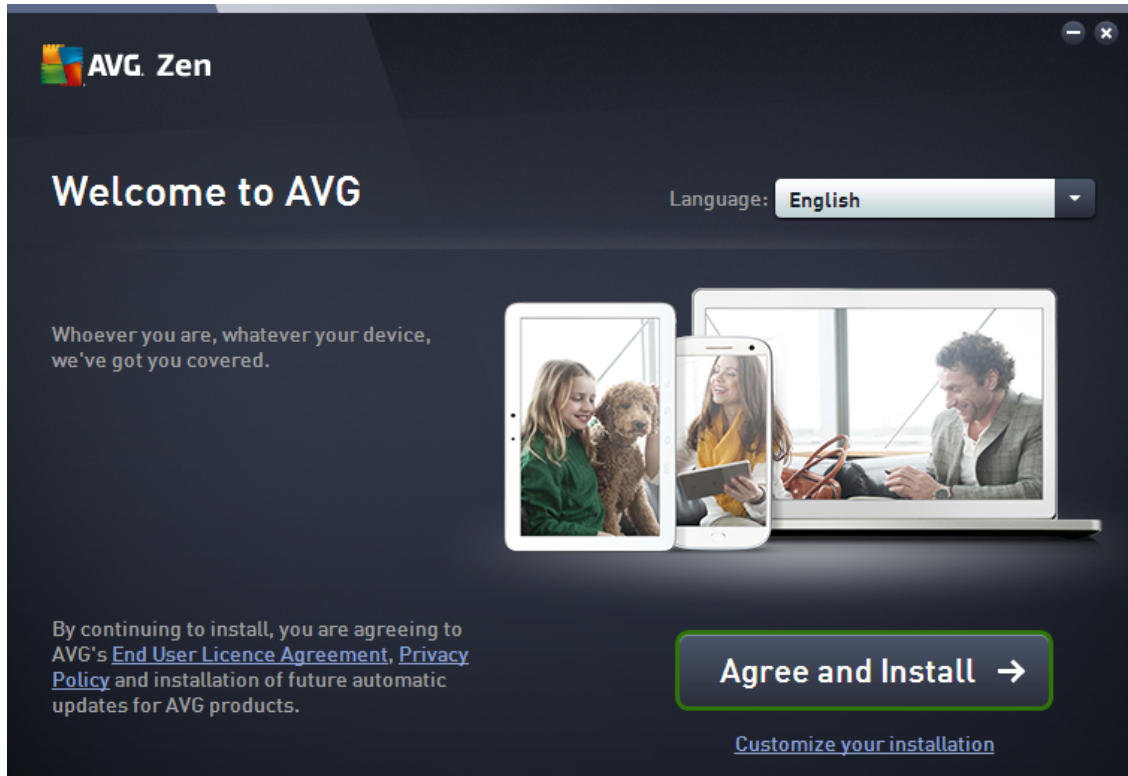 AVG. Zen
Welcome to AVG
Language: English
Whoever you are, whatever your device,
we've got you covered.
By continuing to install, you are agreeing to
AVG's End User Licence Agreement, Privacy
Policy and installation of future automatic
updates for AVG products.
Agree and Install →
Customize your installation